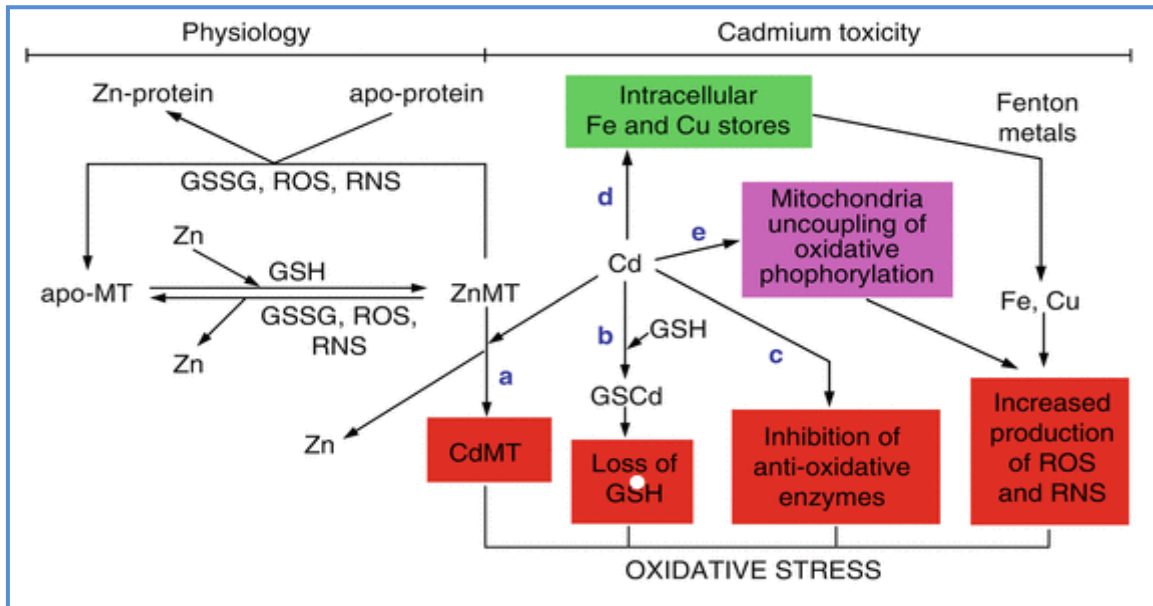 Physiology
Cadmium toxicity
Zn-protein
apo-protein
GSSG, ROS, RNS
Zn
GSH
apo-MT
ZnMT
GSSG, ROS,
RNS
Zn
Intracellular
Fe and Cu stores
Fenton
metals
d
e
Mitochondria
uncoupling of
oxidative
phophorylation
Cd
Fe, Cu
a
b
GSH
c
GSCd
Zn
CdMT
Loss of
GSH
Inhibition of
anti-oxidative
enzymes
Increased
production
of ROS
and RNS
OXIDATIVE STRESS